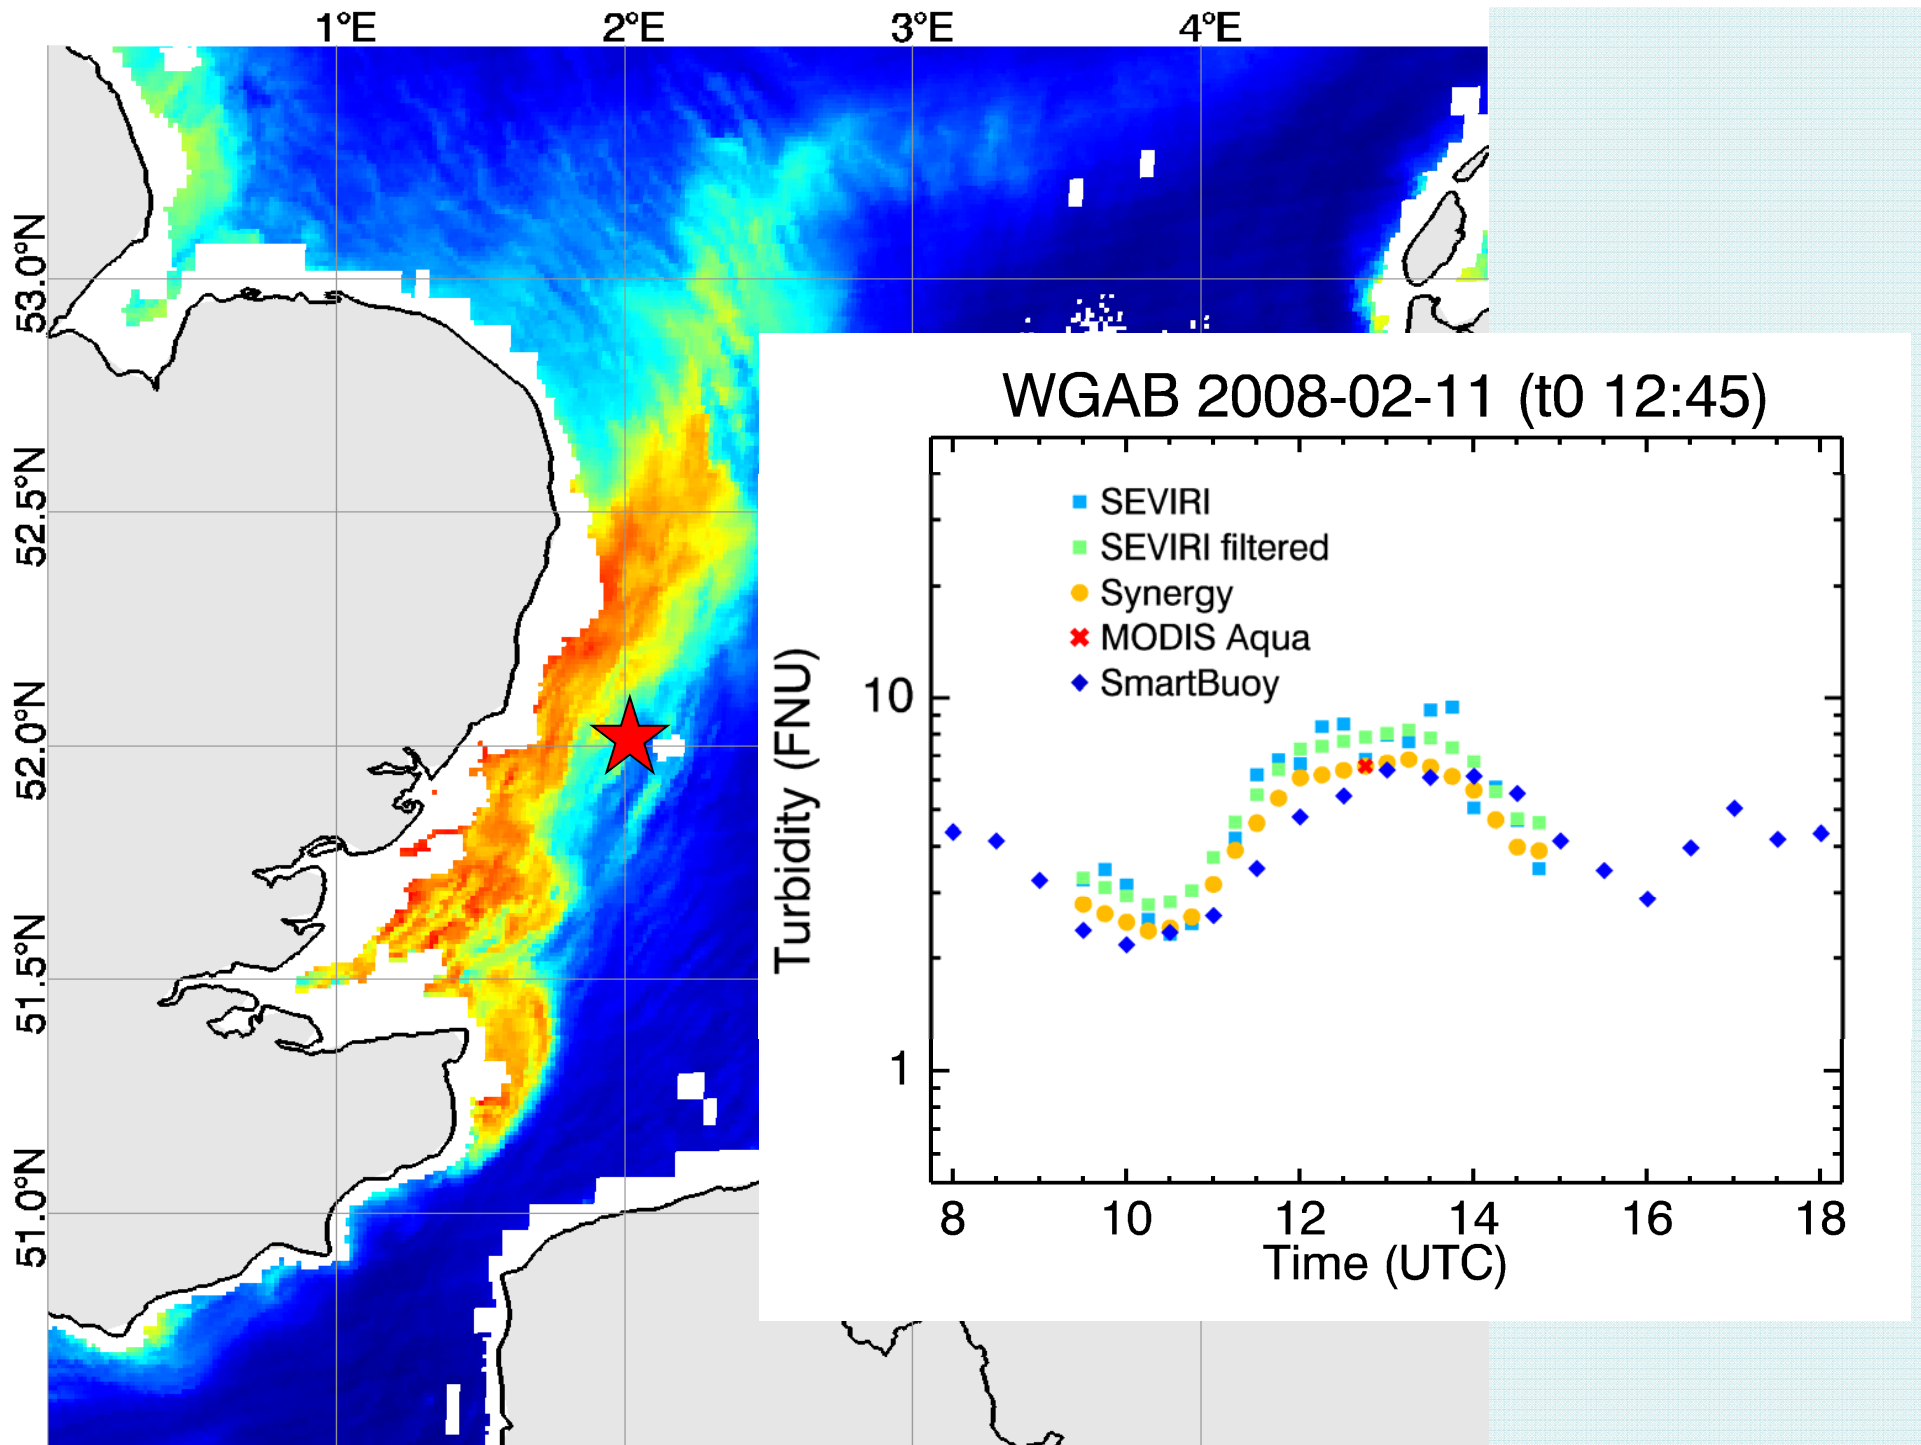 1°E 2°E 3°E 4°E
53.0°N
52.5°N
52.0°N
51.5°N
51.0°N
WGAB 2008-02-11 (t0 12:45)
SEVIRI
SEVIRI filtered
Synergy
MODIS Aqua
SmartBuoy
Turbidity (FNU)
10
1
8 10 12 14 16 18
Time (UTC)